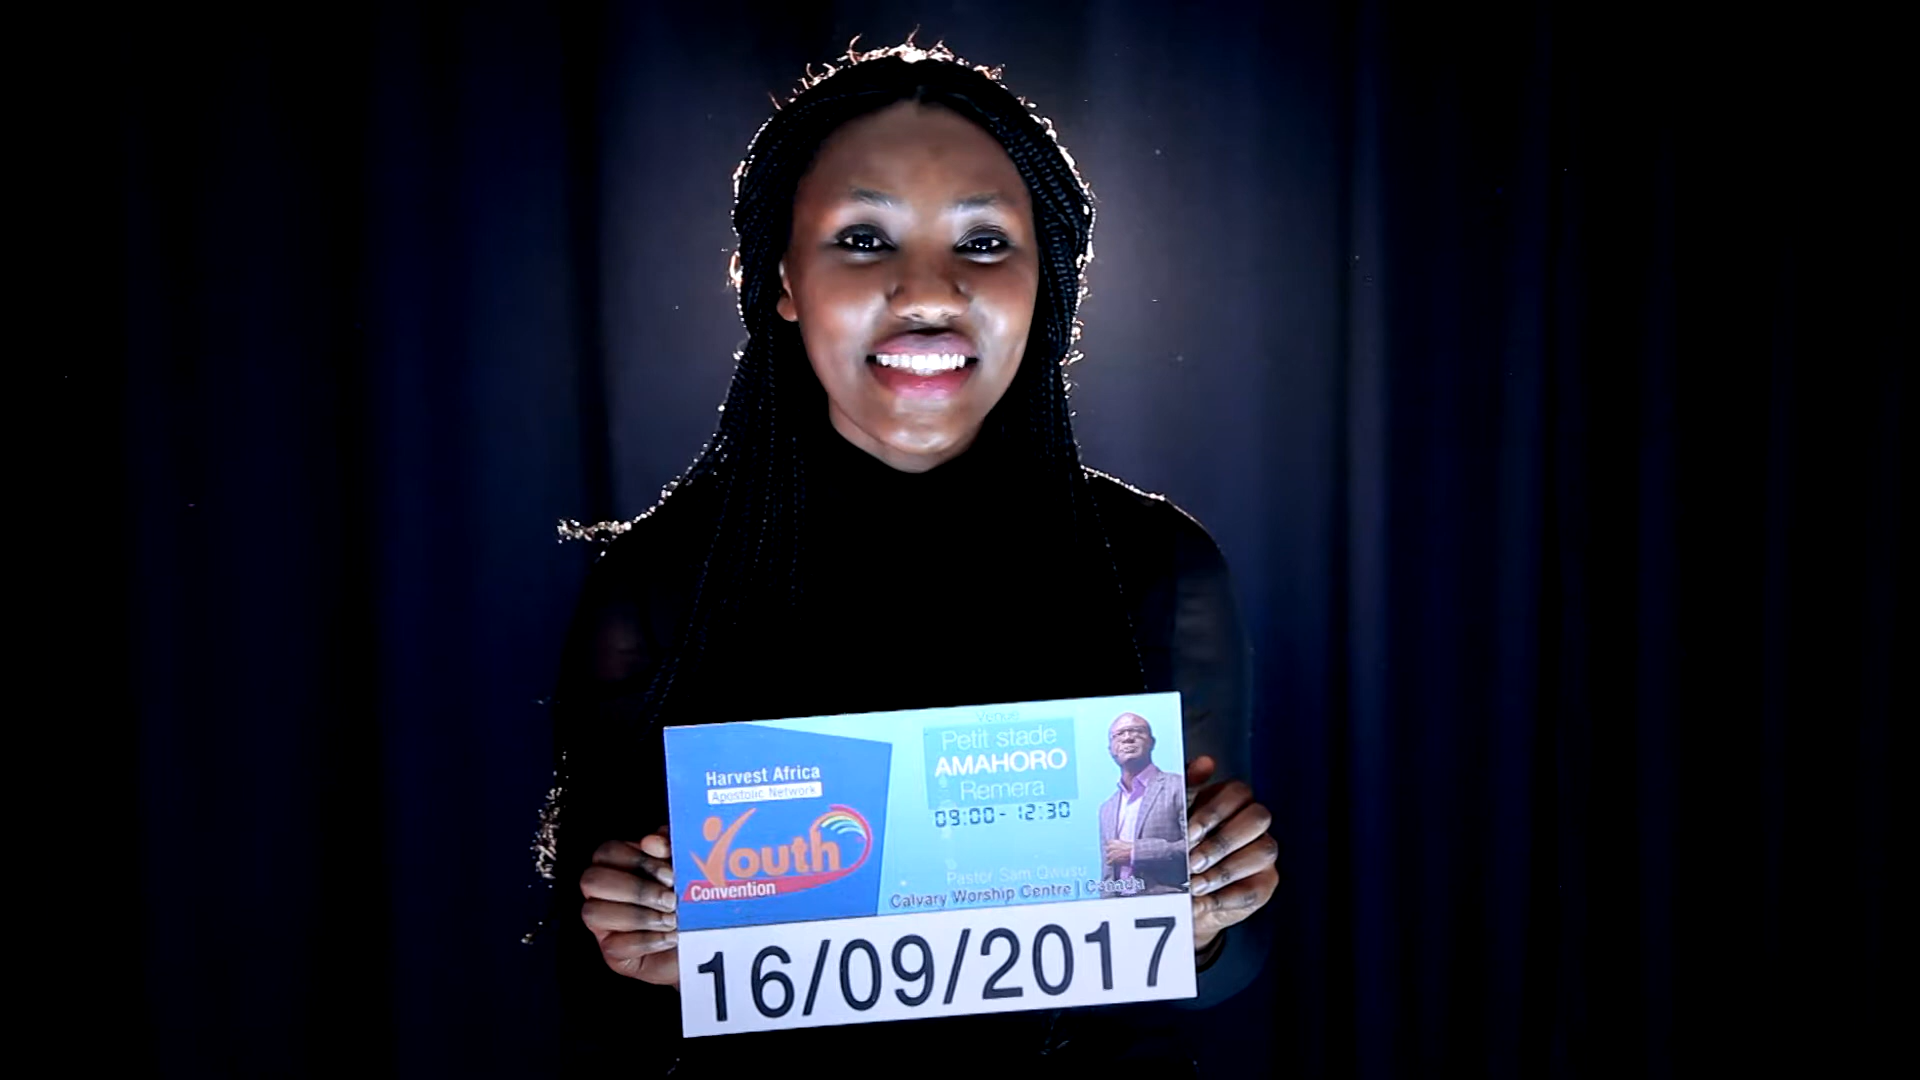 Harvest Africa
Apostolic Network
Youth
Convention
Venue
Petit stade
AMAHORO
Remera
09:00- 12:30
Pastor Sam Owusu
Calvary Worship Centre | Canada
16/09/2017